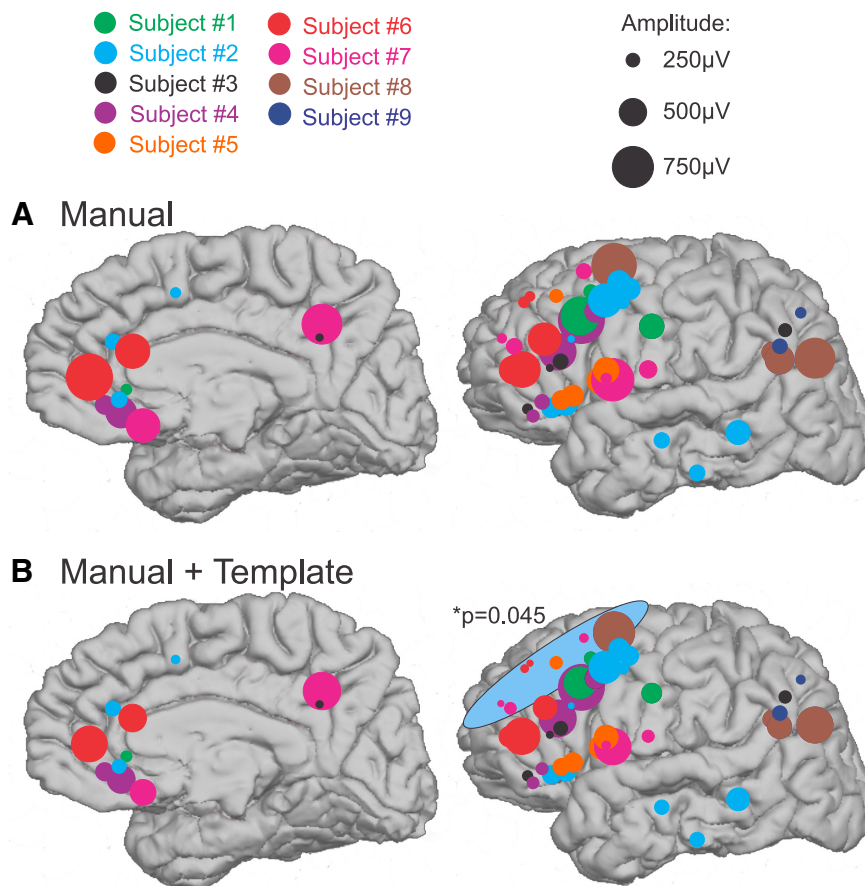 Subject #1
Subject #2
Subject #3
Subject #4
Subject #5
Subject #6
Subject #7
Subject #8
Subject #9
Amplitude:
250µV
500µV
750µV
A Manual
B Manual + Template
*p=0.045